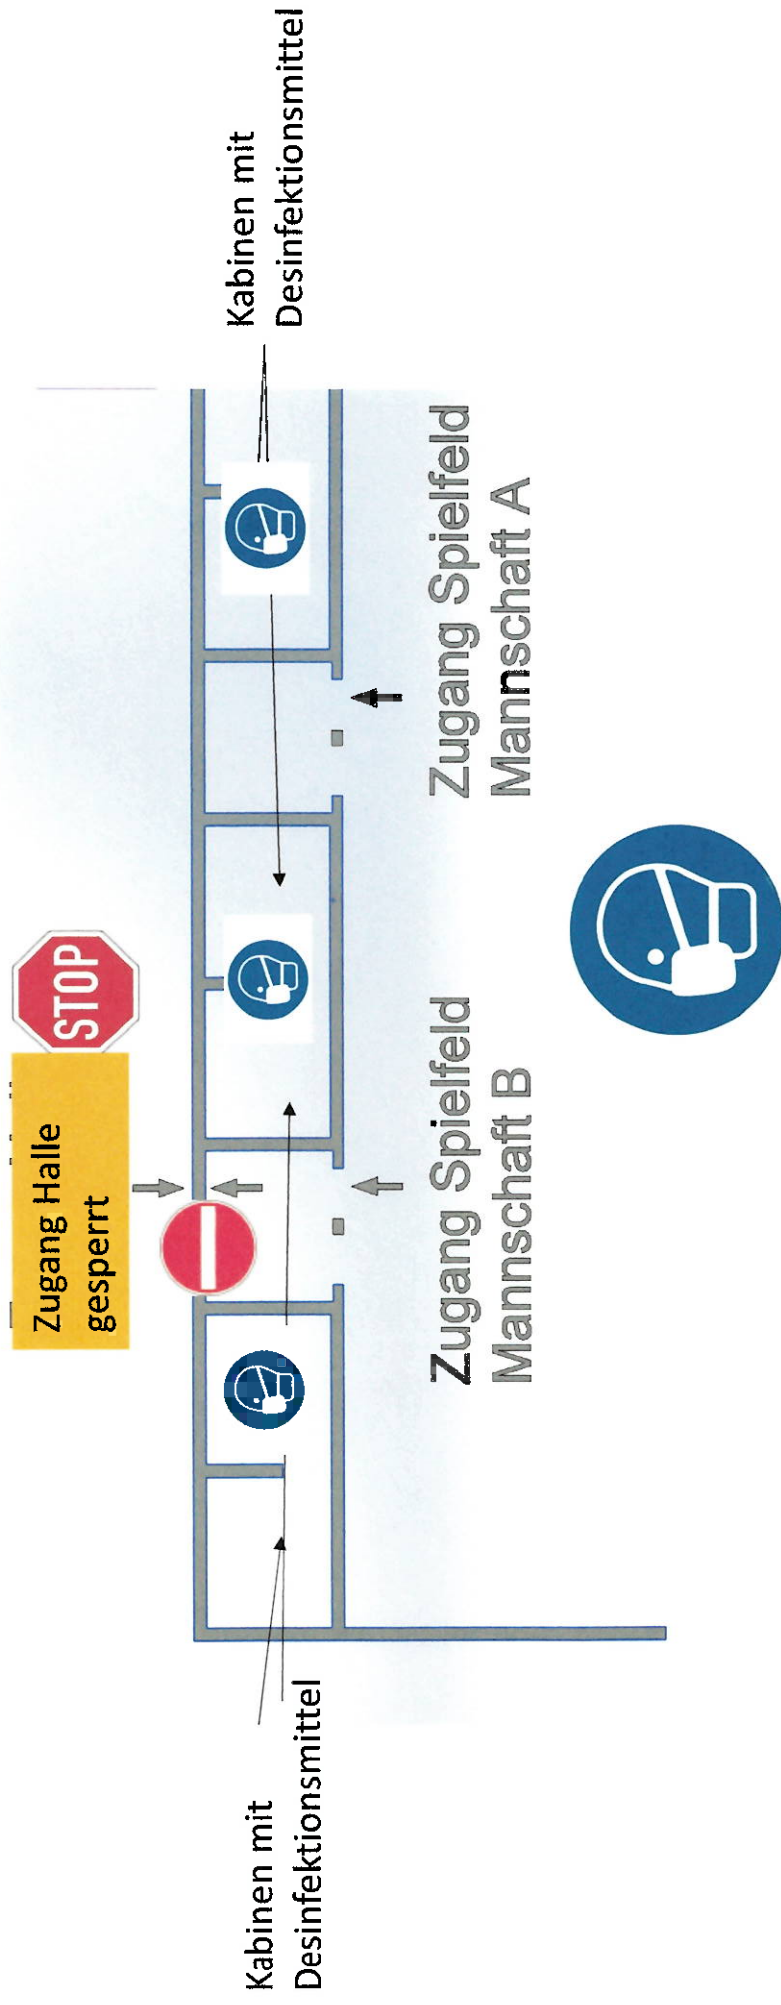 Zugang Halle
gesperrt
STOP
Kabinen mit
Desinfektionsmittel
Kabinen mit
Desinfektionsmittel
Zugang Spielfeld
Mannschaft B
Zugang Spielfeld
Mannschaft A